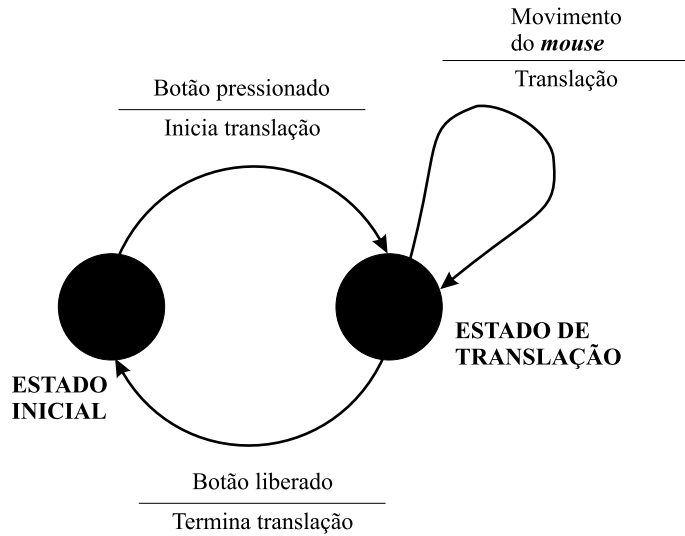 Movimento
do mouse
Translação
Botão pressionado
Inicia translação
ESTADO DE
TRANSLAÇÃO
ESTADO
INICIAL
Botão liberado
Termina translação